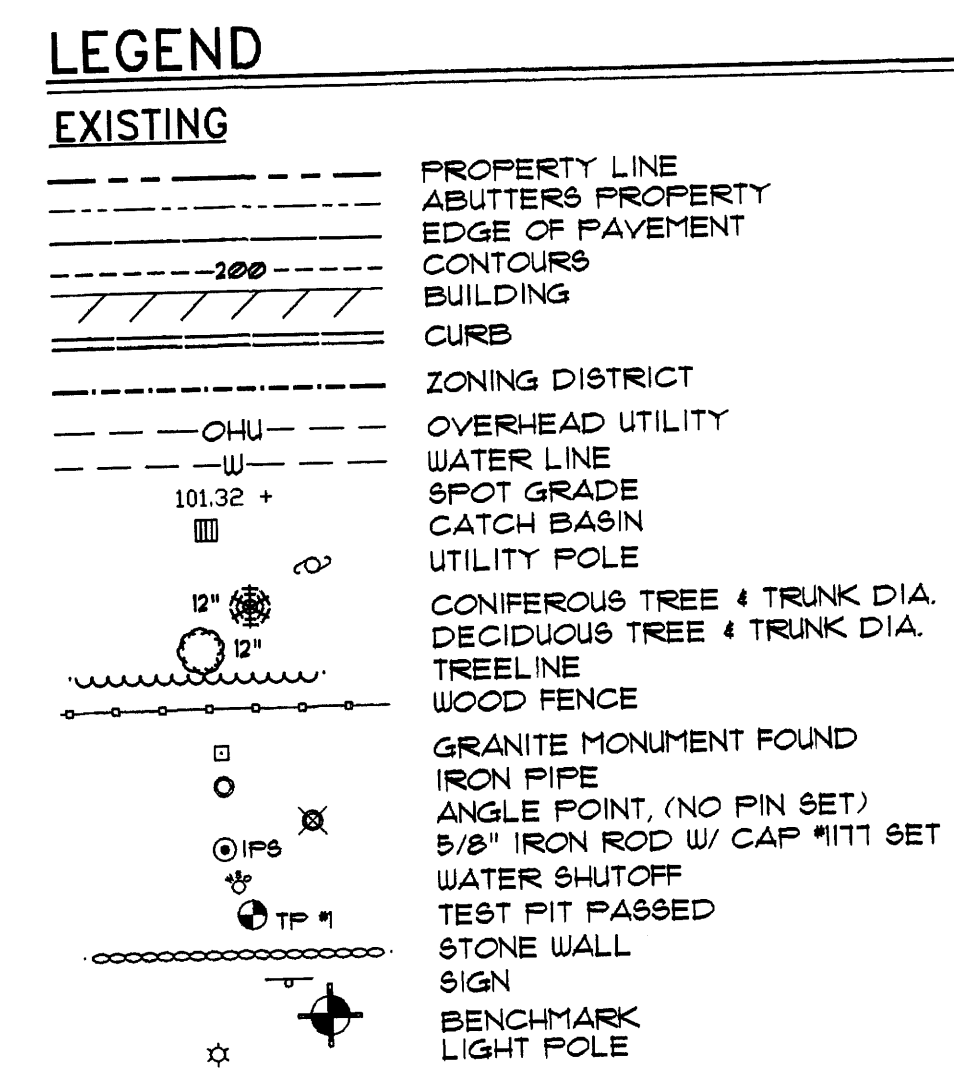 LEGEND
EXISTING
PROPERTY LINE
ABUTTERS PROPERTY
EDGE OF PAVEMENT
200 CONTOURS
BUILDING
CURB
ZONING DISTRICT
OHU OVERHEAD UTILITY
W WATER LINE
101.32 + SPOT GRADE
CATCH BASIN
UTILITY POLE
12" CONIFEROUS TREE & TRUNK DIA.
12" DECIDUOUS TREE & TRUNK DIA.
TREELINE
WOOD FENCE
GRANITE MONUMENT FOUND
IRON PIPE
ANGLE POINT, (NO PIN SET)
IPS 5/8" IRON ROD W/ CAP #1177 SET
WSO WATER SHUTOFF
TP #1 TEST PIT PASSED
STONE WALL
SIGN
BENCHMARK
LIGHT POLE